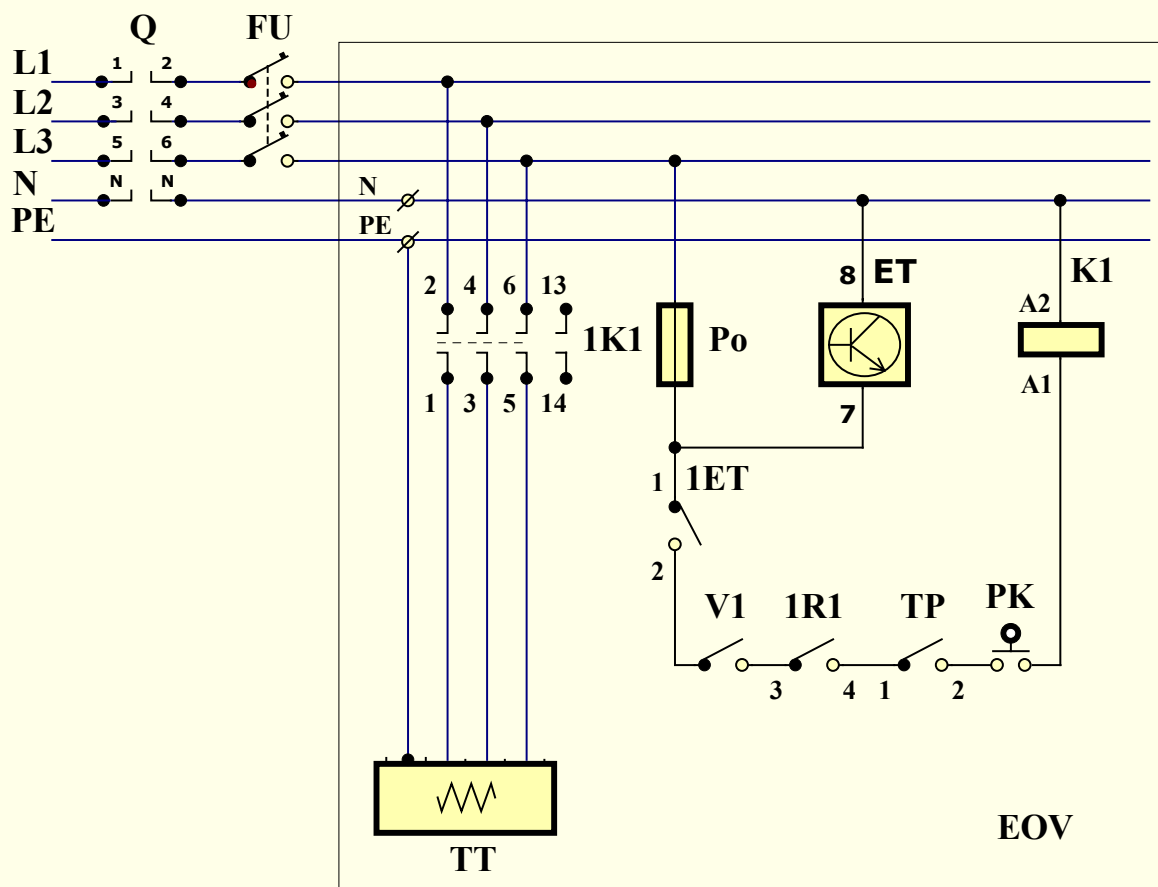 Q FU
L1 1 2
L2 3 4
L3 5 6
N N N N
PE PE
2 4 6 13 1K1 Po 8 ET K1
A2
A1
1 3 5 14 7
1 1ET
2
V1 1R1 TP PK
3 4 1 2
TT
EOV